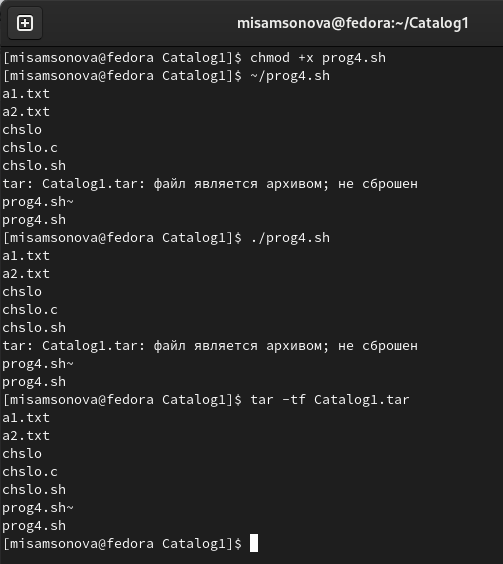 misamsonova@fedora:~/Catalog1
[misamsonova@fedora Catalog1]$ chmod +x prog4.sh
[misamsonova@fedora Catalog1]$ ~/prog4.sh
a1.txt
a2.txt
chslo
chslo.c
chslo.sh
tar: Catalog1.tar: файл является архивом; не сброшен
prog4.sh~
prog4.sh
[misamsonova@fedora Catalog1]$ ./prog4.sh
a1.txt
a2.txt
chslo
chslo.c
chslo.sh
tar: Catalog1.tar: файл является архивом; не сброшен
prog4.sh~
prog4.sh
[misamsonova@fedora Catalog1]$ tar -tf Catalog1.tar
a1.txt
a2.txt
chslo
chslo.c
chslo.sh
prog4.sh~
prog4.sh
[misamsonova@fedora Catalog1]$